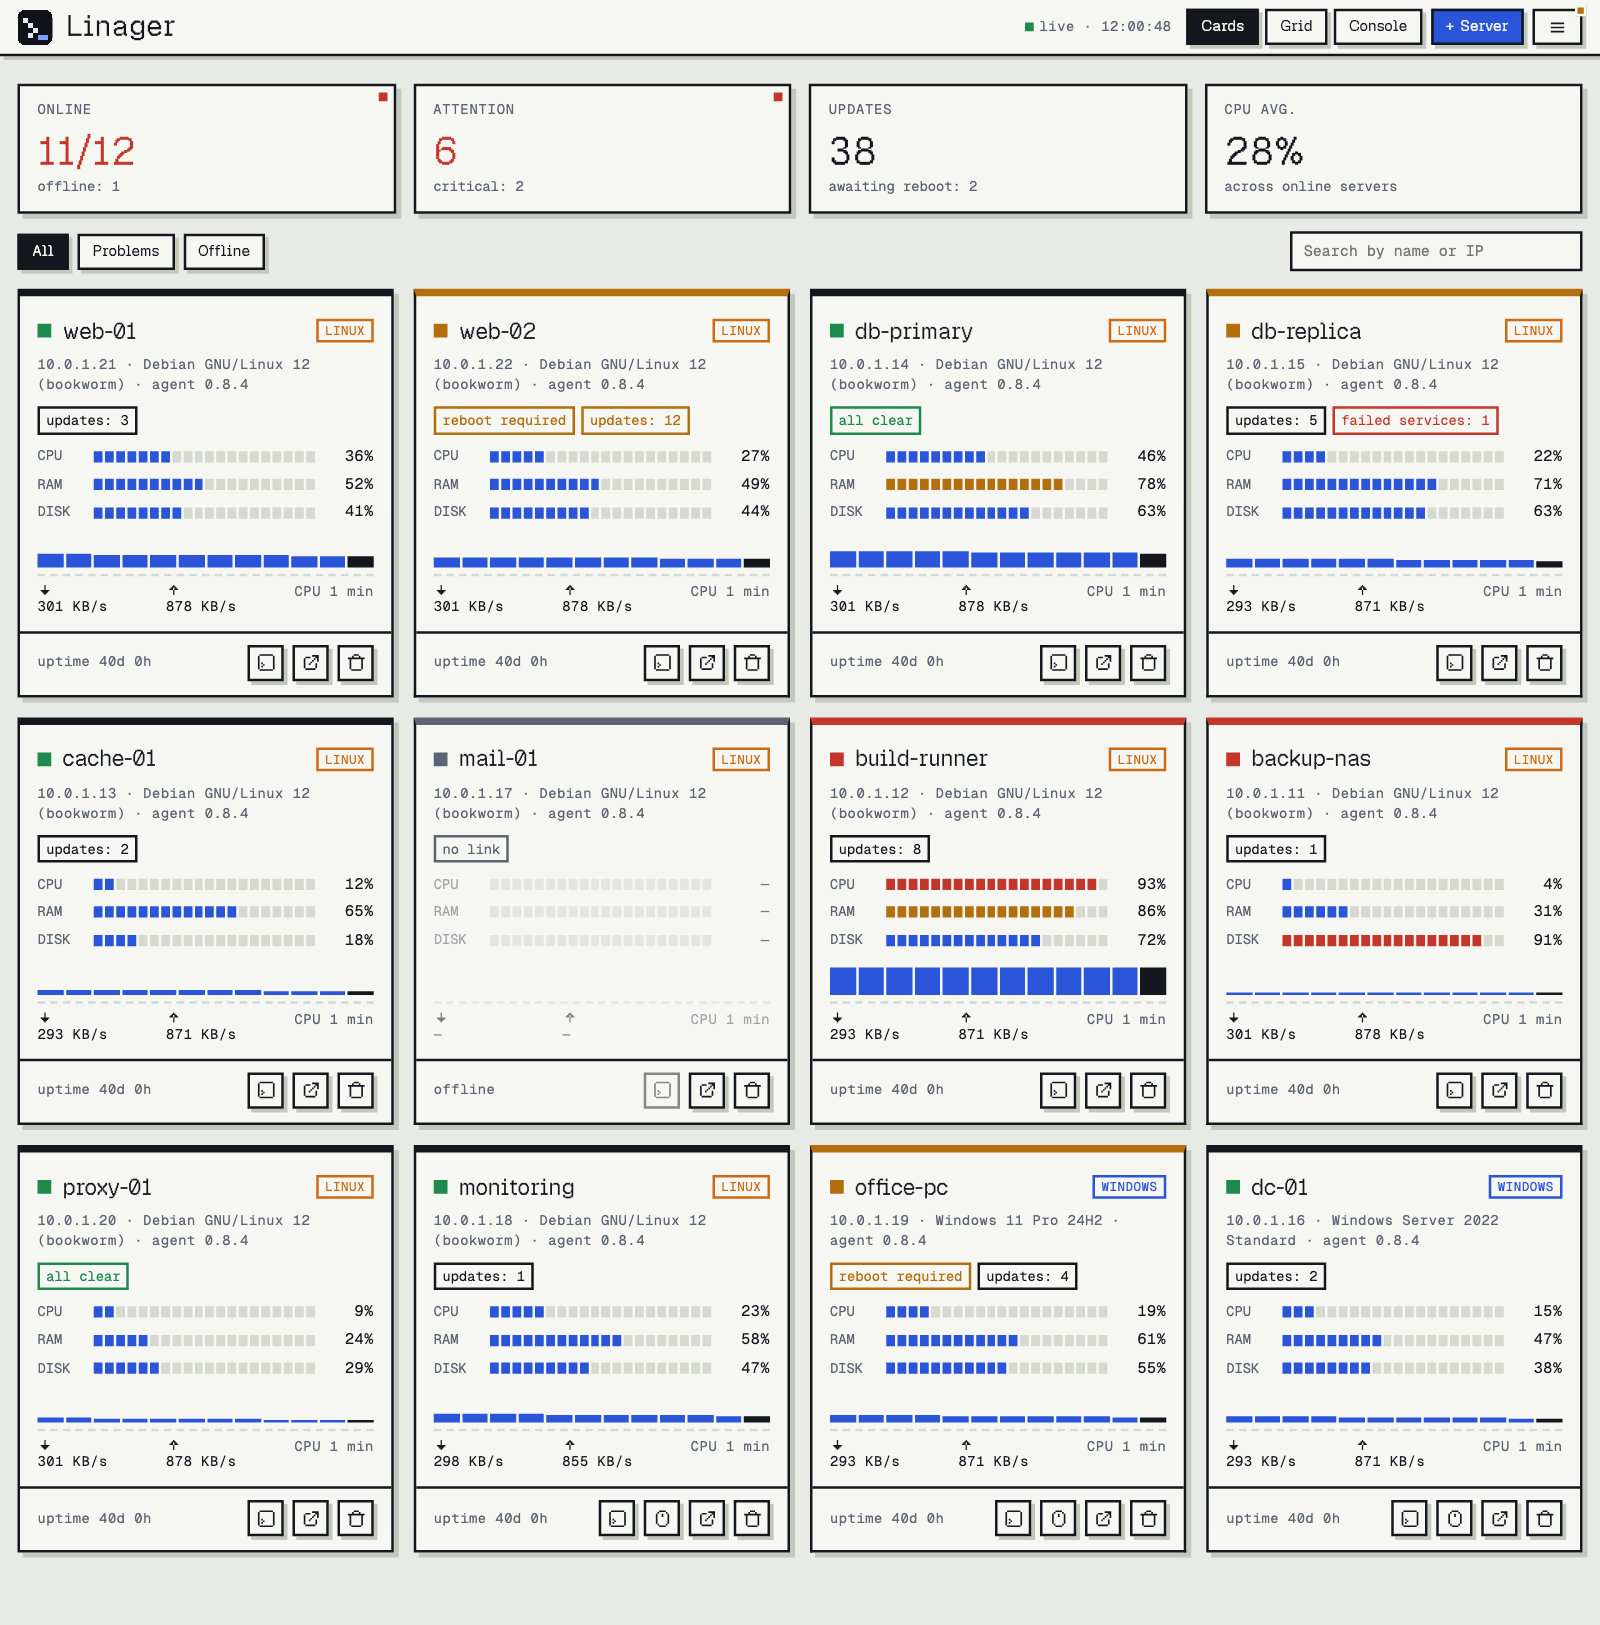 Linager
live · 12:00:48
Cards
Grid
Console
+ Server
ONLINE
11/12
offline: 1
ATTENTION
6
critical: 2
UPDATES
38
awaiting reboot: 2
CPU AVG.
28%
across online servers
All
Problems
Offline
Search by name or IP
web-01
LINUX
10.0.1.21 · Debian GNU/Linux 12
(bookworm) · agent 0.8.4
updates: 3
CPU 36%
RAM 52%
DISK 41%
CPU 1 min
301 KB/s 878 KB/s
uptime 40d 0h
web-02
LINUX
10.0.1.22 · Debian GNU/Linux 12
(bookworm) · agent 0.8.4
reboot required updates: 12
CPU 27%
RAM 49%
DISK 44%
CPU 1 min
301 KB/s 878 KB/s
uptime 40d 0h
db-primary
LINUX
10.0.1.14 · Debian GNU/Linux 12
(bookworm) · agent 0.8.4
all clear
CPU 46%
RAM 78%
DISK 63%
CPU 1 min
301 KB/s 878 KB/s
uptime 40d 0h
db-replica
LINUX
10.0.1.15 · Debian GNU/Linux 12
(bookworm) · agent 0.8.4
updates: 5 failed services: 1
CPU 22%
RAM 71%
DISK 63%
CPU 1 min
293 KB/s 871 KB/s
uptime 40d 0h
cache-01
LINUX
10.0.1.13 · Debian GNU/Linux 12
(bookworm) · agent 0.8.4
updates: 2
CPU 12%
RAM 65%
DISK 18%
CPU 1 min
293 KB/s 871 KB/s
uptime 40d 0h
mail-01
LINUX
10.0.1.17 · Debian GNU/Linux 12
(bookworm) · agent 0.8.4
no link
CPU –
RAM –
DISK –
CPU 1 min
– –
offline
build-runner
LINUX
10.0.1.12 · Debian GNU/Linux 12
(bookworm) · agent 0.8.4
updates: 8
CPU 93%
RAM 86%
DISK 72%
CPU 1 min
293 KB/s 871 KB/s
uptime 40d 0h
backup-nas
LINUX
10.0.1.11 · Debian GNU/Linux 12
(bookworm) · agent 0.8.4
updates: 1
CPU 4%
RAM 31%
DISK 91%
CPU 1 min
301 KB/s 878 KB/s
uptime 40d 0h
proxy-01
LINUX
10.0.1.20 · Debian GNU/Linux 12
(bookworm) · agent 0.8.4
all clear
CPU 9%
RAM 24%
DISK 29%
CPU 1 min
301 KB/s 878 KB/s
uptime 40d 0h
monitoring
LINUX
10.0.1.18 · Debian GNU/Linux 12
(bookworm) · agent 0.8.4
updates: 1
CPU 23%
RAM 58%
DISK 47%
CPU 1 min
298 KB/s 855 KB/s
uptime 40d 0h
office-pc
WINDOWS
10.0.1.19 · Windows 11 Pro 24H2 ·
agent 0.8.4
reboot required updates: 4
CPU 19%
RAM 61%
DISK 55%
CPU 1 min
293 KB/s 871 KB/s
uptime 40d 0h
dc-01
WINDOWS
10.0.1.16 · Windows Server 2022
Standard · agent 0.8.4
updates: 2
CPU 15%
RAM 47%
DISK 38%
CPU 1 min
293 KB/s 871 KB/s
uptime 40d 0h